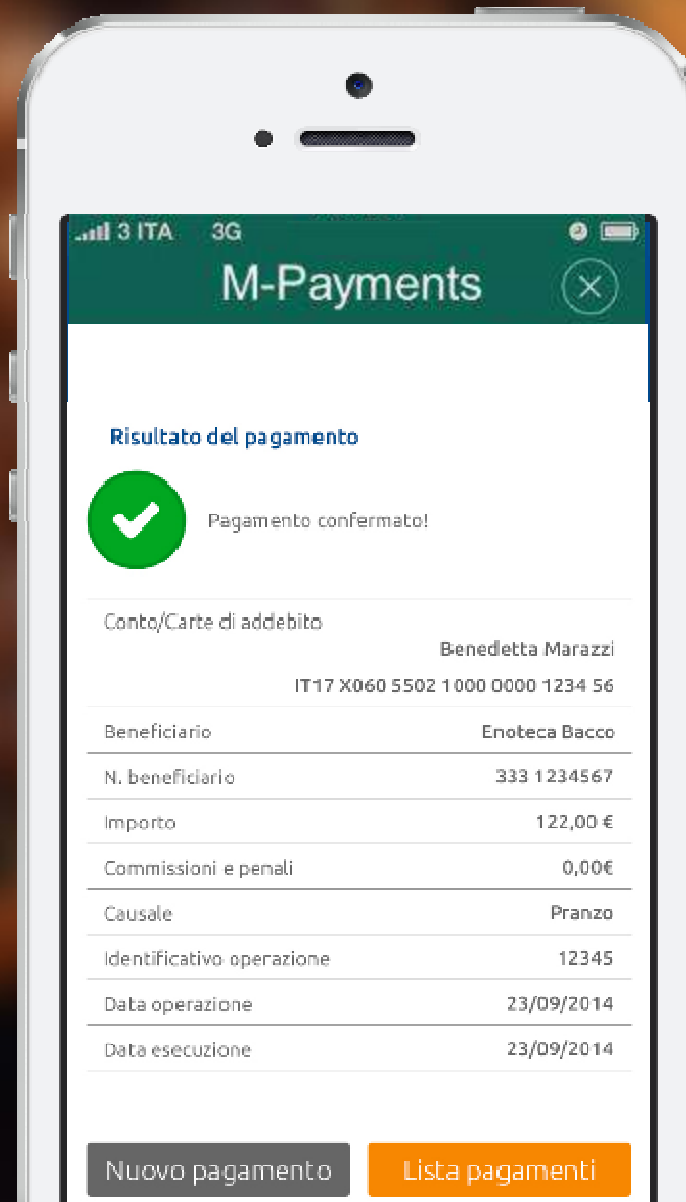 3 ITA 3G
M-Payments
Risultato del pagamento
Pagamento confermato!
Conto/Carte di addebito
Benedetta Marazzi
IT17 X060 5502 1000 0000 1234 56
Beneficiario Enoteca Bacco
N. beneficiario 333 1234567
Importo 122,00 €
Commissioni e penali 0,00€
Causale Pranzo
Identificativo operazione 12345
Data operazione 23/09/2014
Data esecuzione 23/09/2014
Nuovo pagamento Lista pagamenti